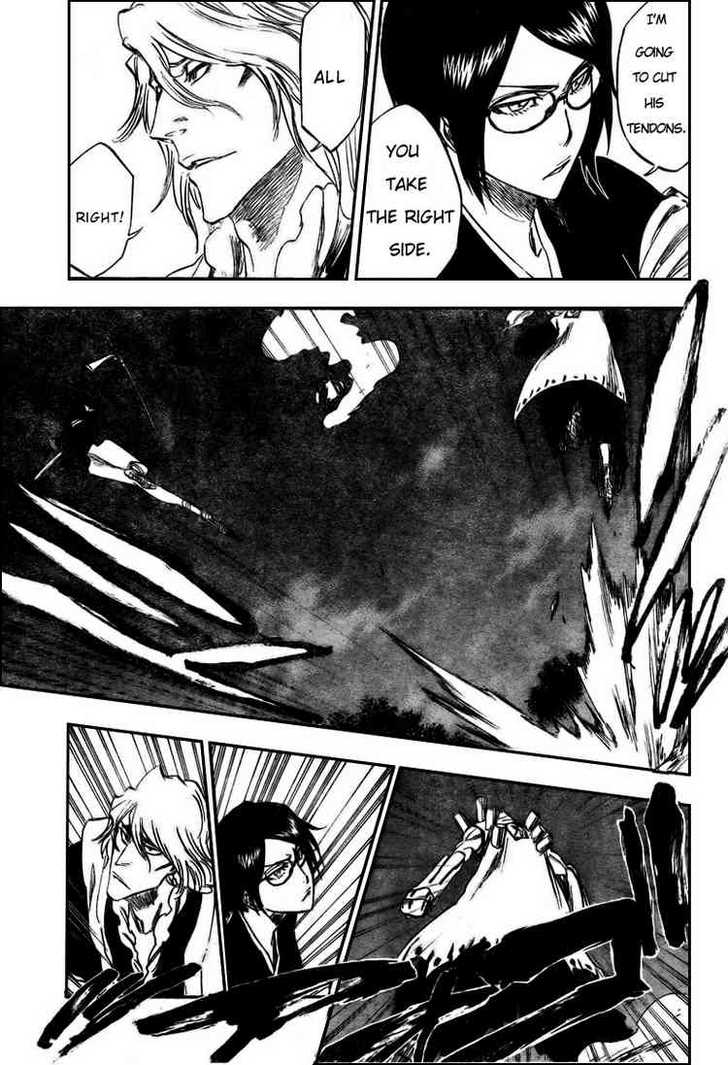 I'M
GOING
TO CUT
HIS
TENDONS.
YOU
TAKE
THE RIGHT
SIDE.
ALL
RIGHT!